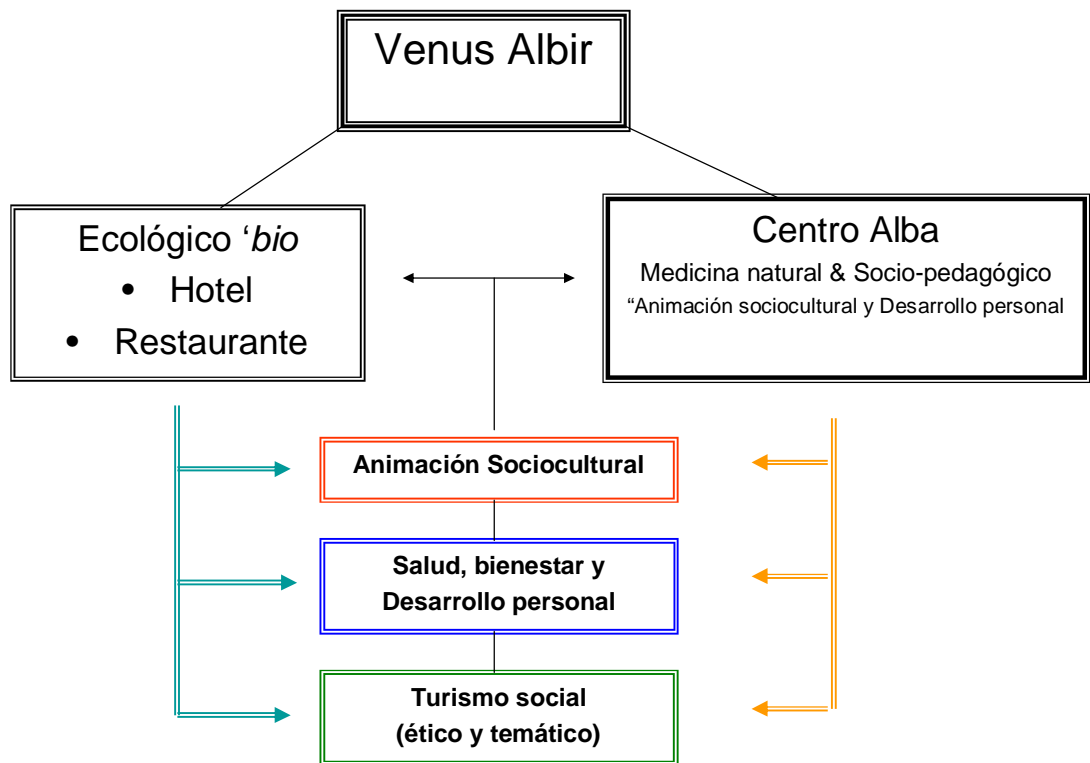 Venus Albir
Ecológico ‘bio
• Hotel
• Restaurante
Centro Alba
Medicina natural & Socio-pedagógico
“Animación sociocultural y Desarrollo personal
Animación Sociocultural
Salud, bienestar y
Desarrollo personal
Turismo social
(ético y temático)